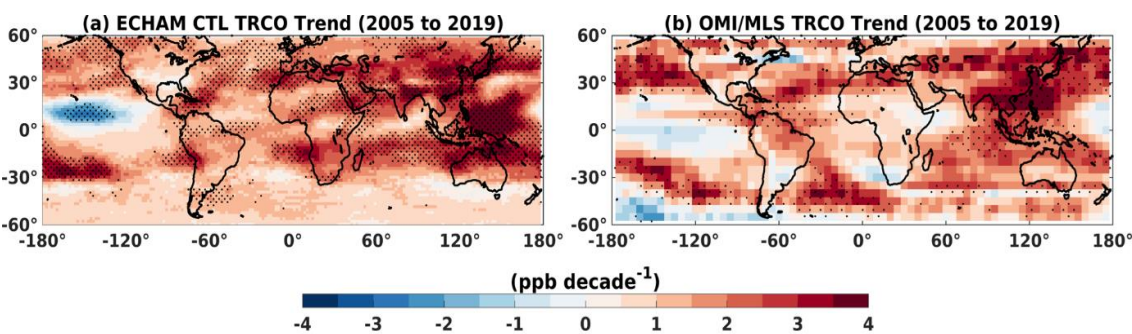 (a) ECHAM CTL TRCO Trend (2005 to 2019)
(b) OMI/MLS TRCO Trend (2005 to 2019)
60°
30°
0°
-30°
-60°
-180° -120° -60° 0° 60° 120° 180°
60°
30°
0°
-30°
-60°
-180° -120° -60° 0° 60° 120° 180°
(ppb decade⁻¹)
-4 -3 -2 -1 0 1 2 3 4